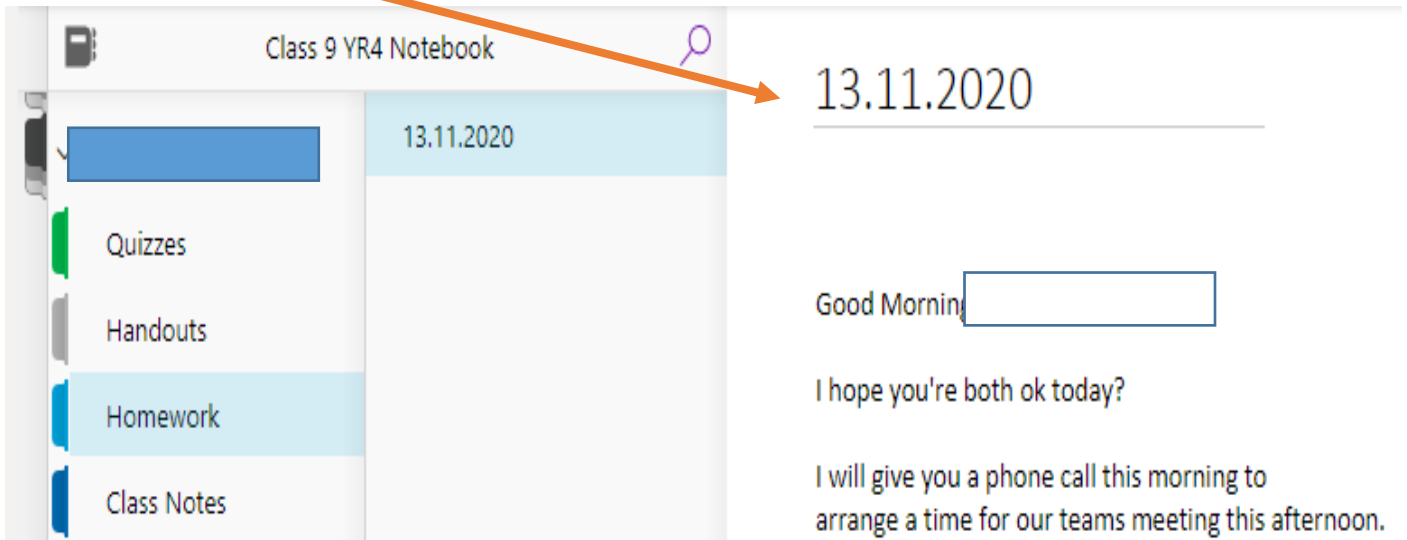 Class 9 YR4 Notebook
13.11.2020
Quizzes
Handouts
Homework
Class Notes
13.11.2020
Good Morning
I hope you're both ok today?
I will give you a phone call this morning to
arrange a time for our teams meeting this afternoon.